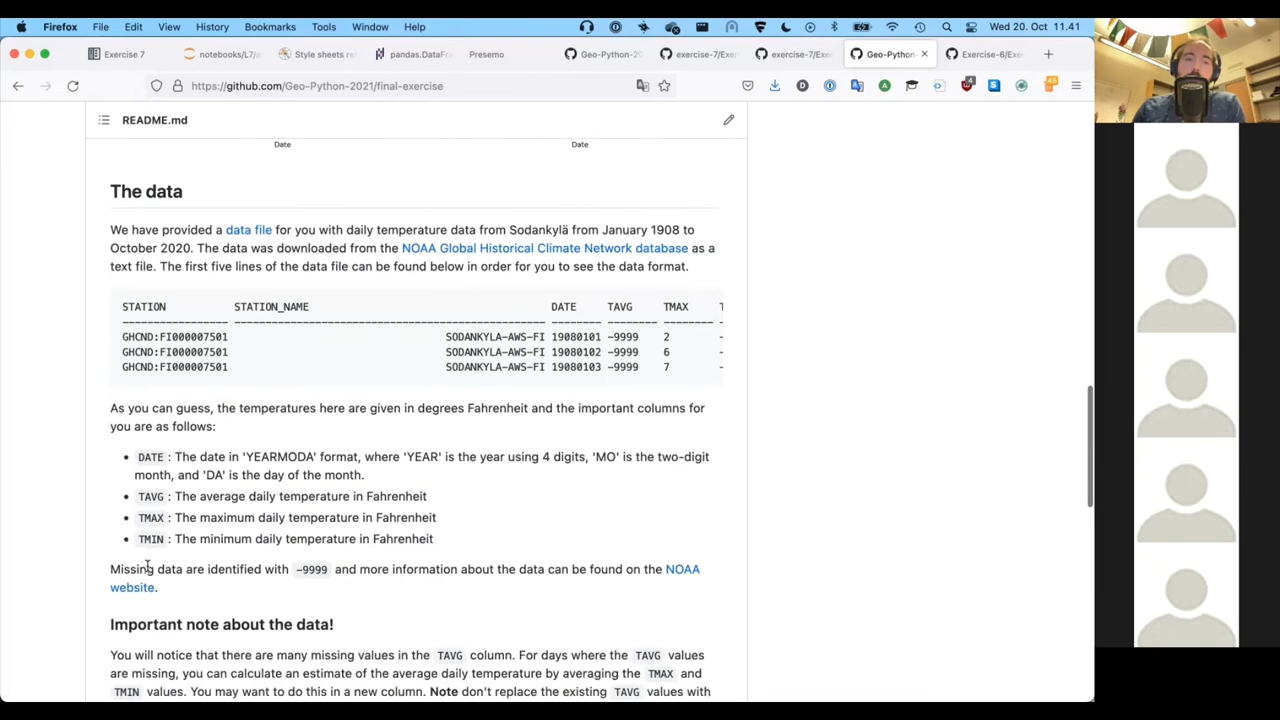 Firefox File Edit View History Bookmarks Tools Window Help Wed 20. Oct 11.41
Exercise 7 notebooks/L7/ Style sheets re pandas.DataFra Presemo Geo-Python-20 exercise-7/Exer exercise-7/Exer Geo-Python- Exercise-6/Exer
https://github.com/Geo-Python-2021/final-exercise
README.md
Date Date
The data
We have provided a data file for you with daily temperature data from Sodankylä from January 1908 to
October 2020. The data was downloaded from the NOAA Global Historical Climate Network database as a
text file. The first five lines of the data file can be found below in order for you to see the data format.
STATION STATION_NAME DATE TAVG TMAX T
----------------- -------------------------------------------------- -------- -------- -------- -
GHCND:FI000007501 SODANKYLA-AWS-FI 19080101 -9999 2 -
GHCND:FI000007501 SODANKYLA-AWS-FI 19080102 -9999 6 -
GHCND:FI000007501 SODANKYLA-AWS-FI 19080103 -9999 7 -
As you can guess, the temperatures here are given in degrees Fahrenheit and the important columns for
you are as follows:
• DATE : The date in 'YEARMODA' format, where 'YEAR' is the year using 4 digits, 'MO' is the two-digit
month, and 'DA' is the day of the month.
• TAVG : The average daily temperature in Fahrenheit
• TMAX : The maximum daily temperature in Fahrenheit
• TMIN : The minimum daily temperature in Fahrenheit
Missing data are identified with -9999 and more information about the data can be found on the NOAA
website.
Important note about the data!
You will notice that there are many missing values in the TAVG column. For days where the TAVG values
are missing, you can calculate an estimate of the average daily temperature by averaging the TMAX and
TMIN values. You may want to do this in a new column. Note don't replace the existing TAVG values with